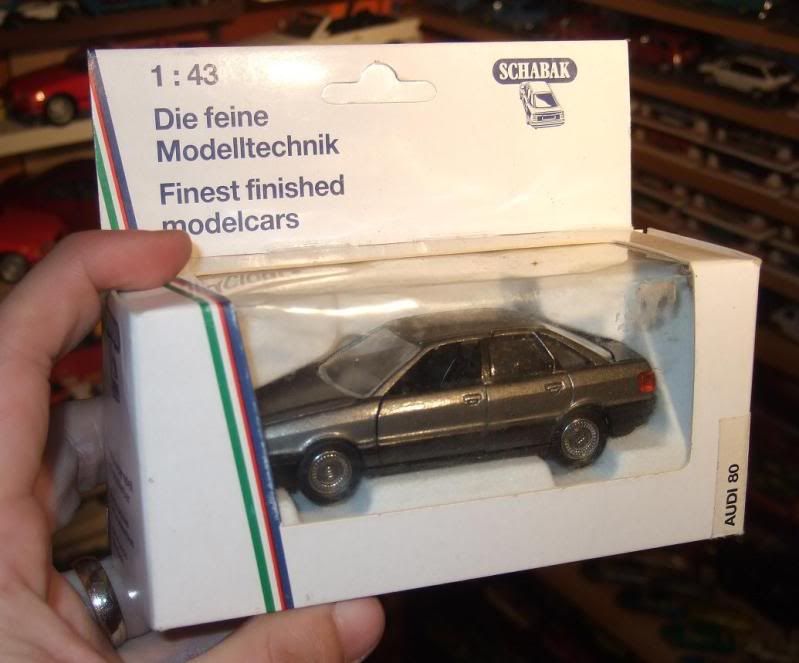 1:43
SCHABAK
Die feine
Modelltechnik
Finest finished
modelcars
AUDI 80